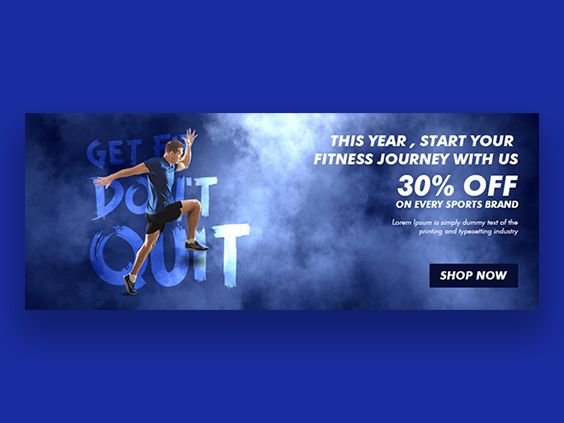 GET FIT
DON'T
QUIT
THIS YEAR , START YOUR
FITNESS JOURNEY WITH US
30% OFF
ON EVERY SPORTS BRAND
Lorem Ipsum is simply dummy text of the
printing and typesetting industry
SHOP NOW